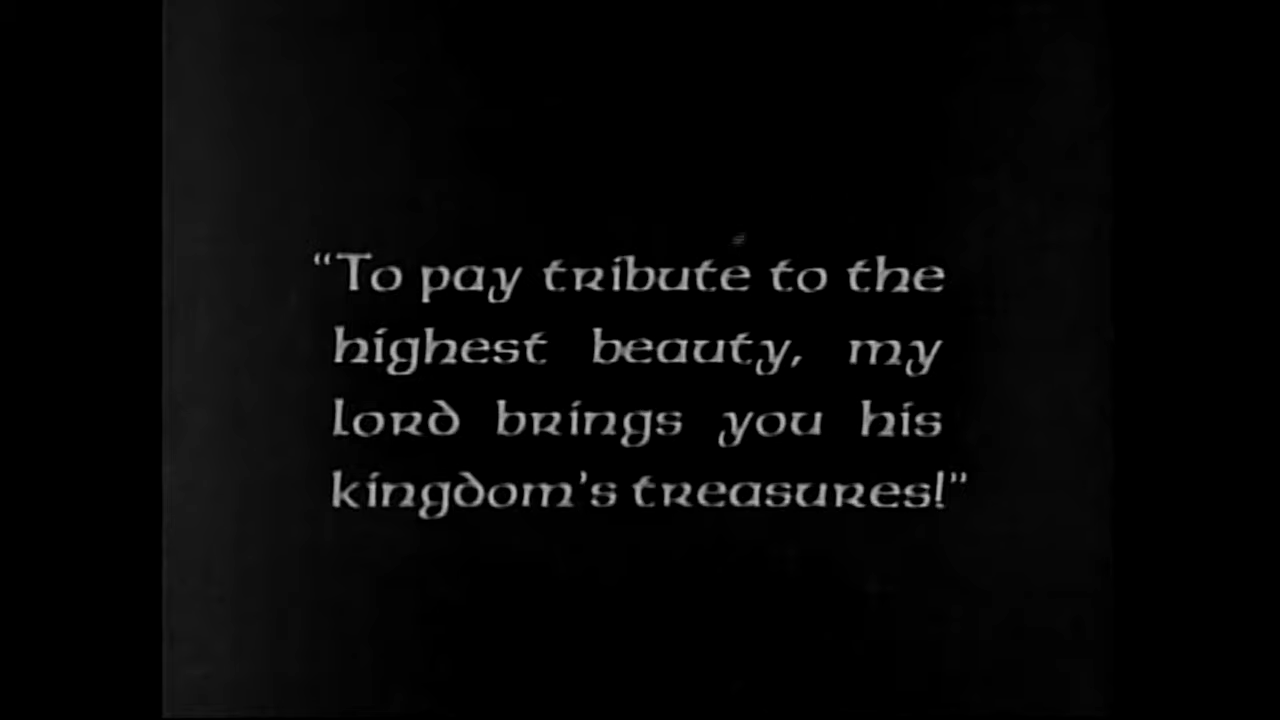 “To pay tribute to the
highest beauty, my
lord brings you his
kingdom’s treasures!”